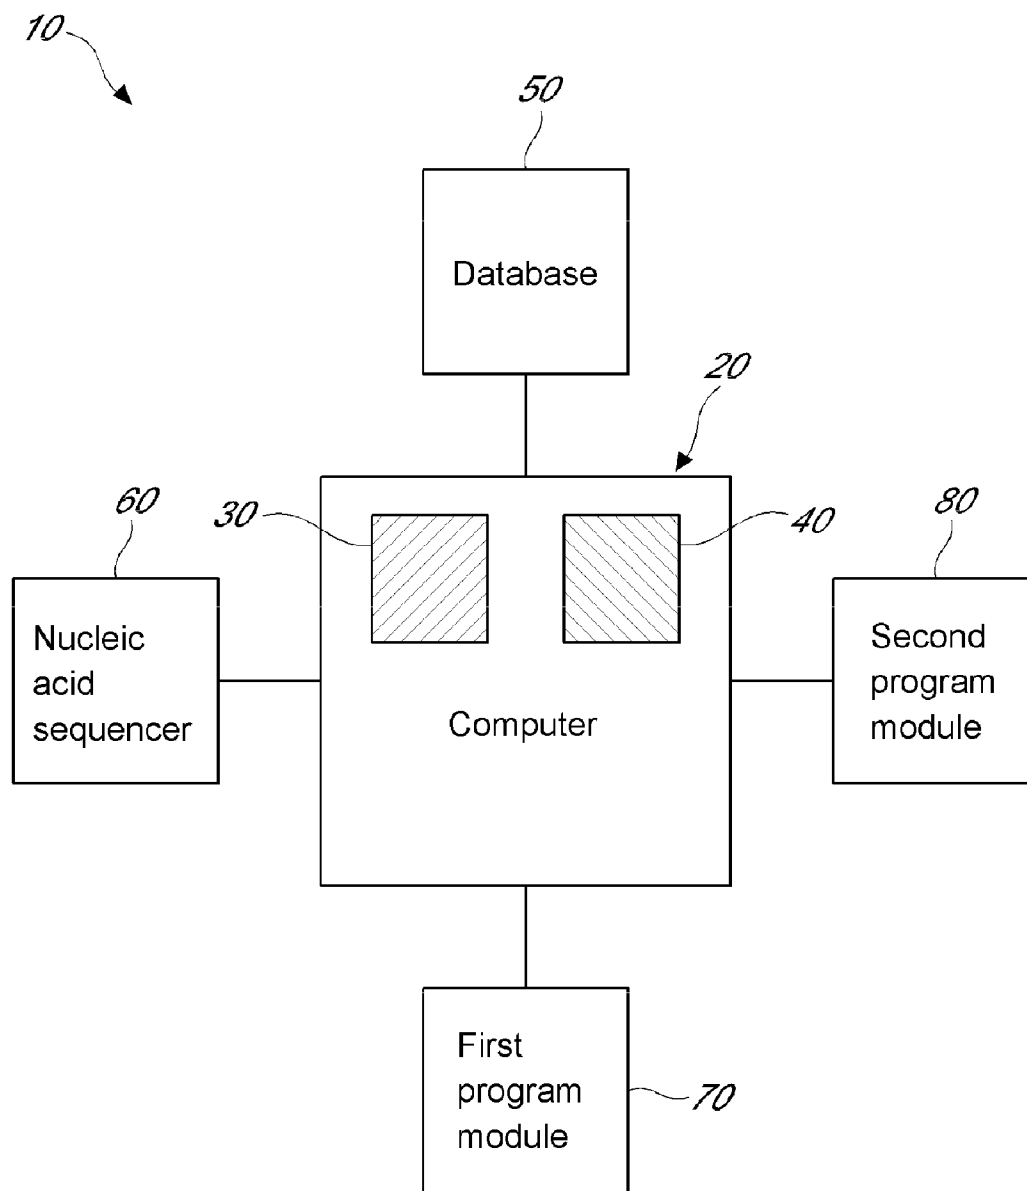 10
50
Database
20
60
30
40
80
Nucleic
acid
sequencer
Computer
Second
program
module
First
program
module
70